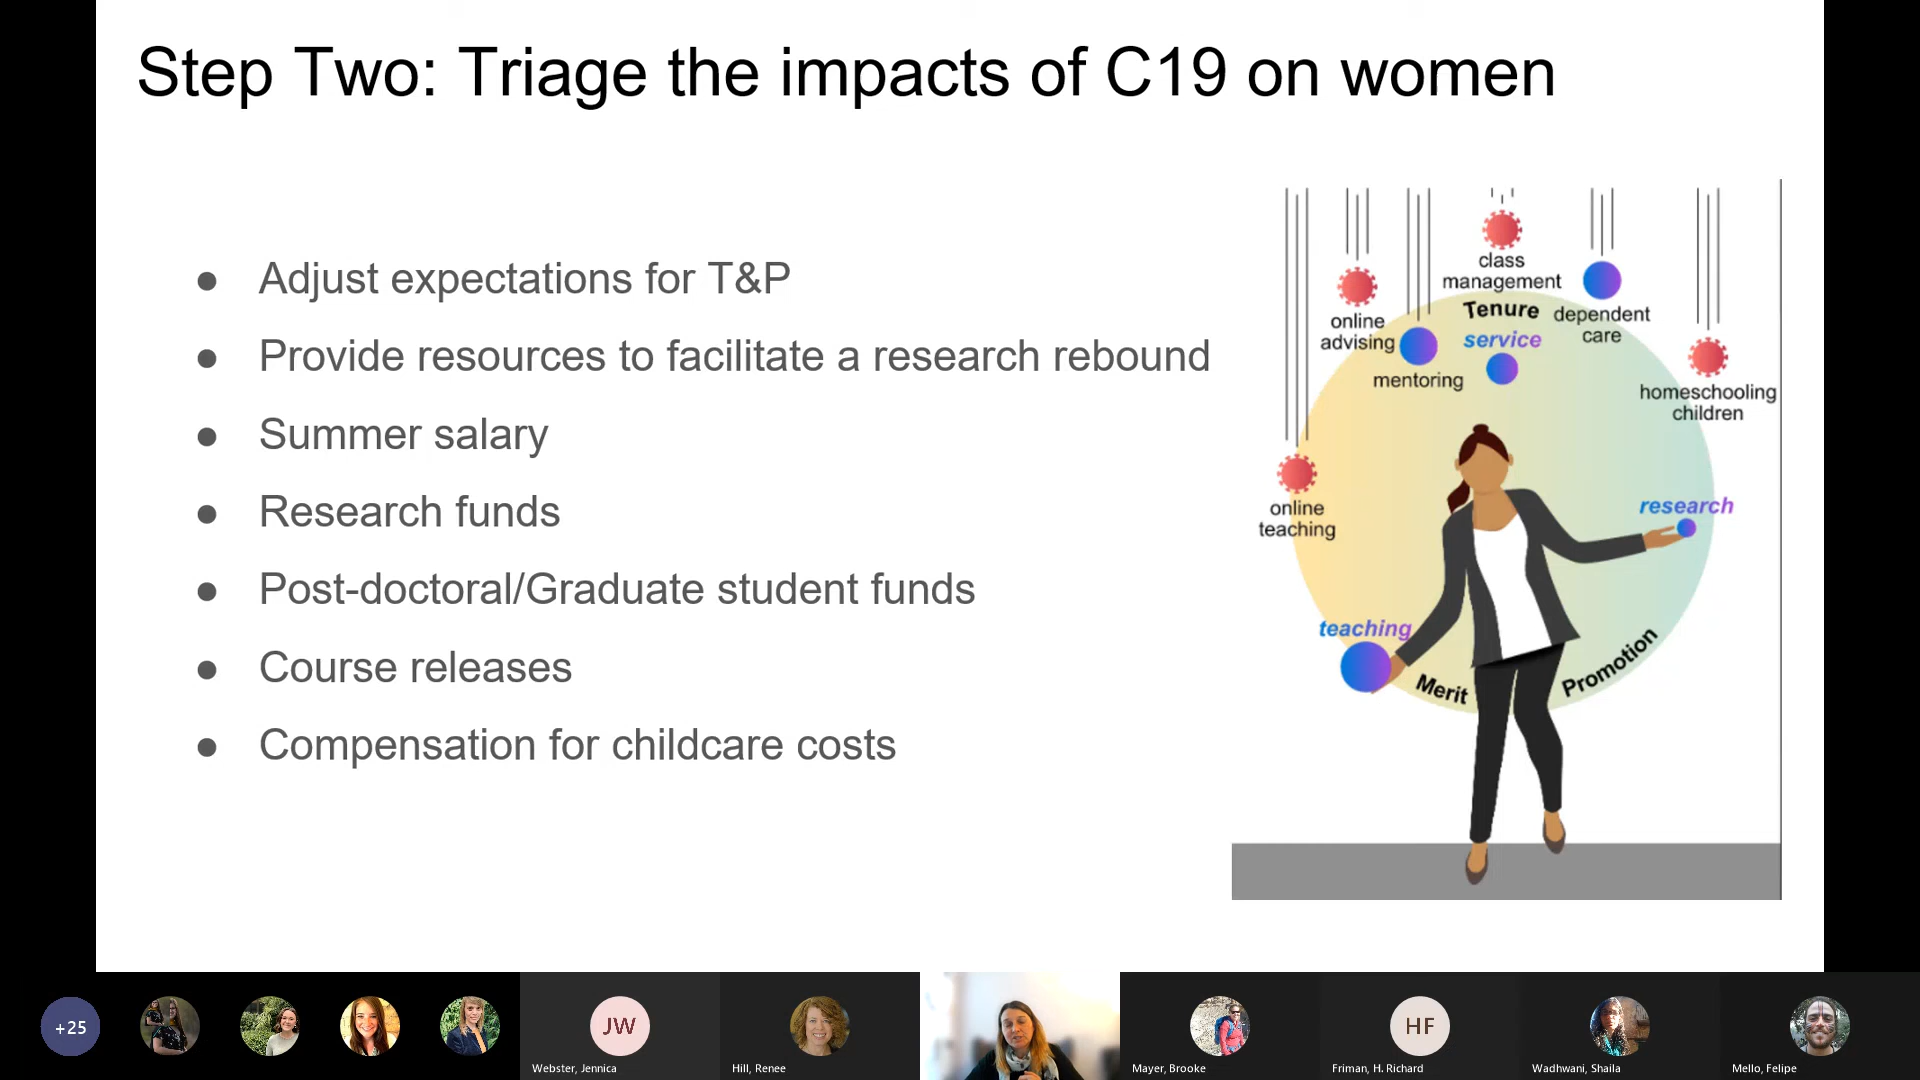 Step Two: Triage the impacts of C19 on women
● Adjust expectations for T&P
● Provide resources to facilitate a research rebound
● Summer salary
● Research funds
● Post-doctoral/Graduate student funds
● Course releases
● Compensation for childcare costs
class
management
Tenure
service
dependent
care
online
advising
mentoring
homeschooling
children
online
teaching
research
teaching
Merit
Promotion
+25
JW
Webster, Jennica
Hill, Renee
Mayer, Brooke
HF
Friman, H. Richard
Wadhwani, Shaila
Mello, Felipe